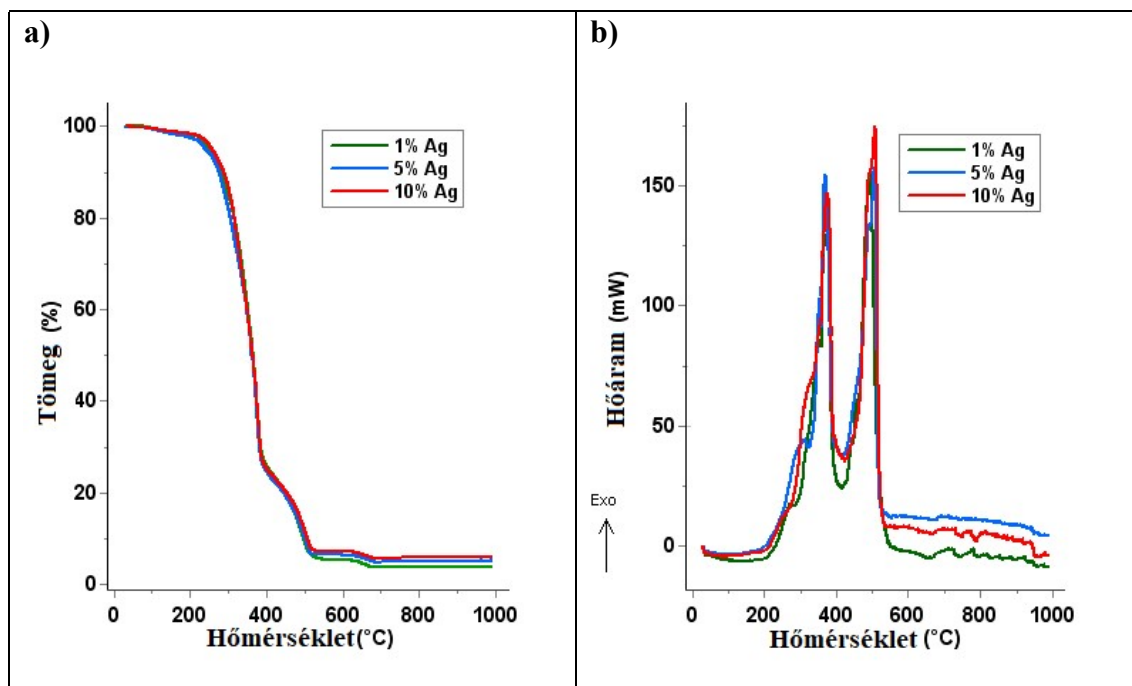 a)
100
80
60
40
20
0
Tömeg (%)
1% Ag
5% Ag
10% Ag
0 200 400 600 800 1000
Hőmérséklet (°C)
b)
150
100
50
0
Hőáram (mW)
Exo
1% Ag
5% Ag
10% Ag
0 200 400 600 800 1000
Hőmérséklet (°C)